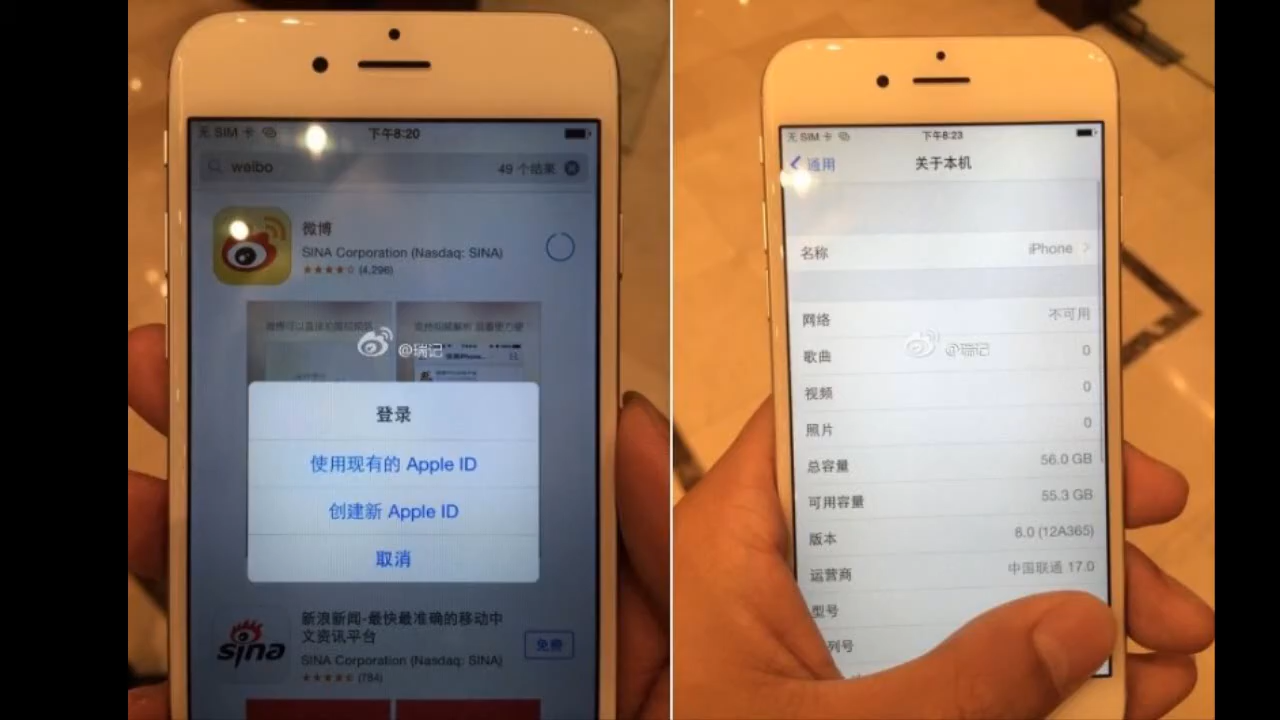 无 SIM 卡
下午8:20
weibo
49 个结果
微博
SINA Corporation (Nasdaq: SINA)
(4,296)
@瑞记
登录
使用现有的 Apple ID
创建新 Apple ID
取消
新浪新闻-最快最准确的移动中
文资讯平台
sina
SINA Corporation (Nasdaq: SINA)
(784)
免费
无 SIM 卡
下午8:23
通用
关于本机
名称 iPhone
网络 不可用
@瑞记
歌曲 0
视频 0
照片 0
总容量 56.0 GB
可用容量 55.3 GB
版本 8.0 (12A365)
运营商 中国联通 17.0
型号
列号